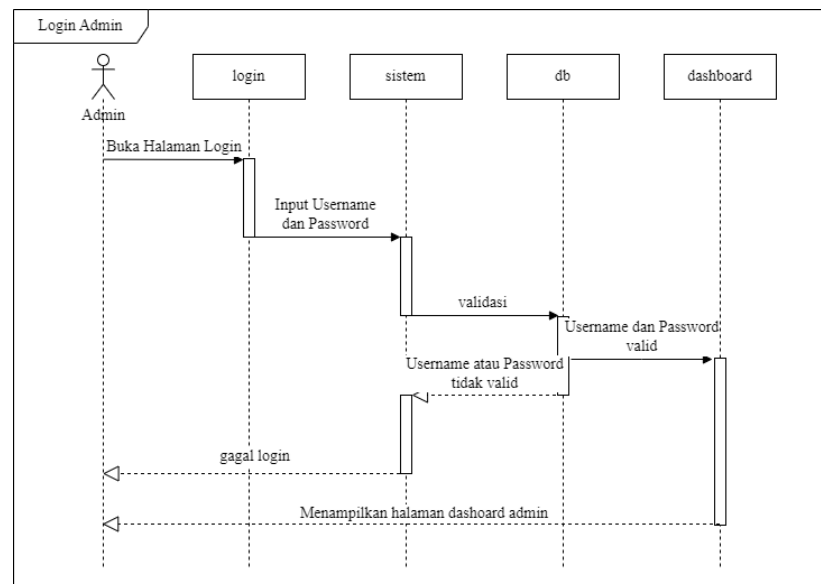 Login Admin
login
sistem
db
dashboard
Admin
Buka Halaman Login
Input Username
dan Password
validasi
Username dan Password
valid
Username atau Password
tidak valid
gagal login
Menampilkan halaman dashoard admin